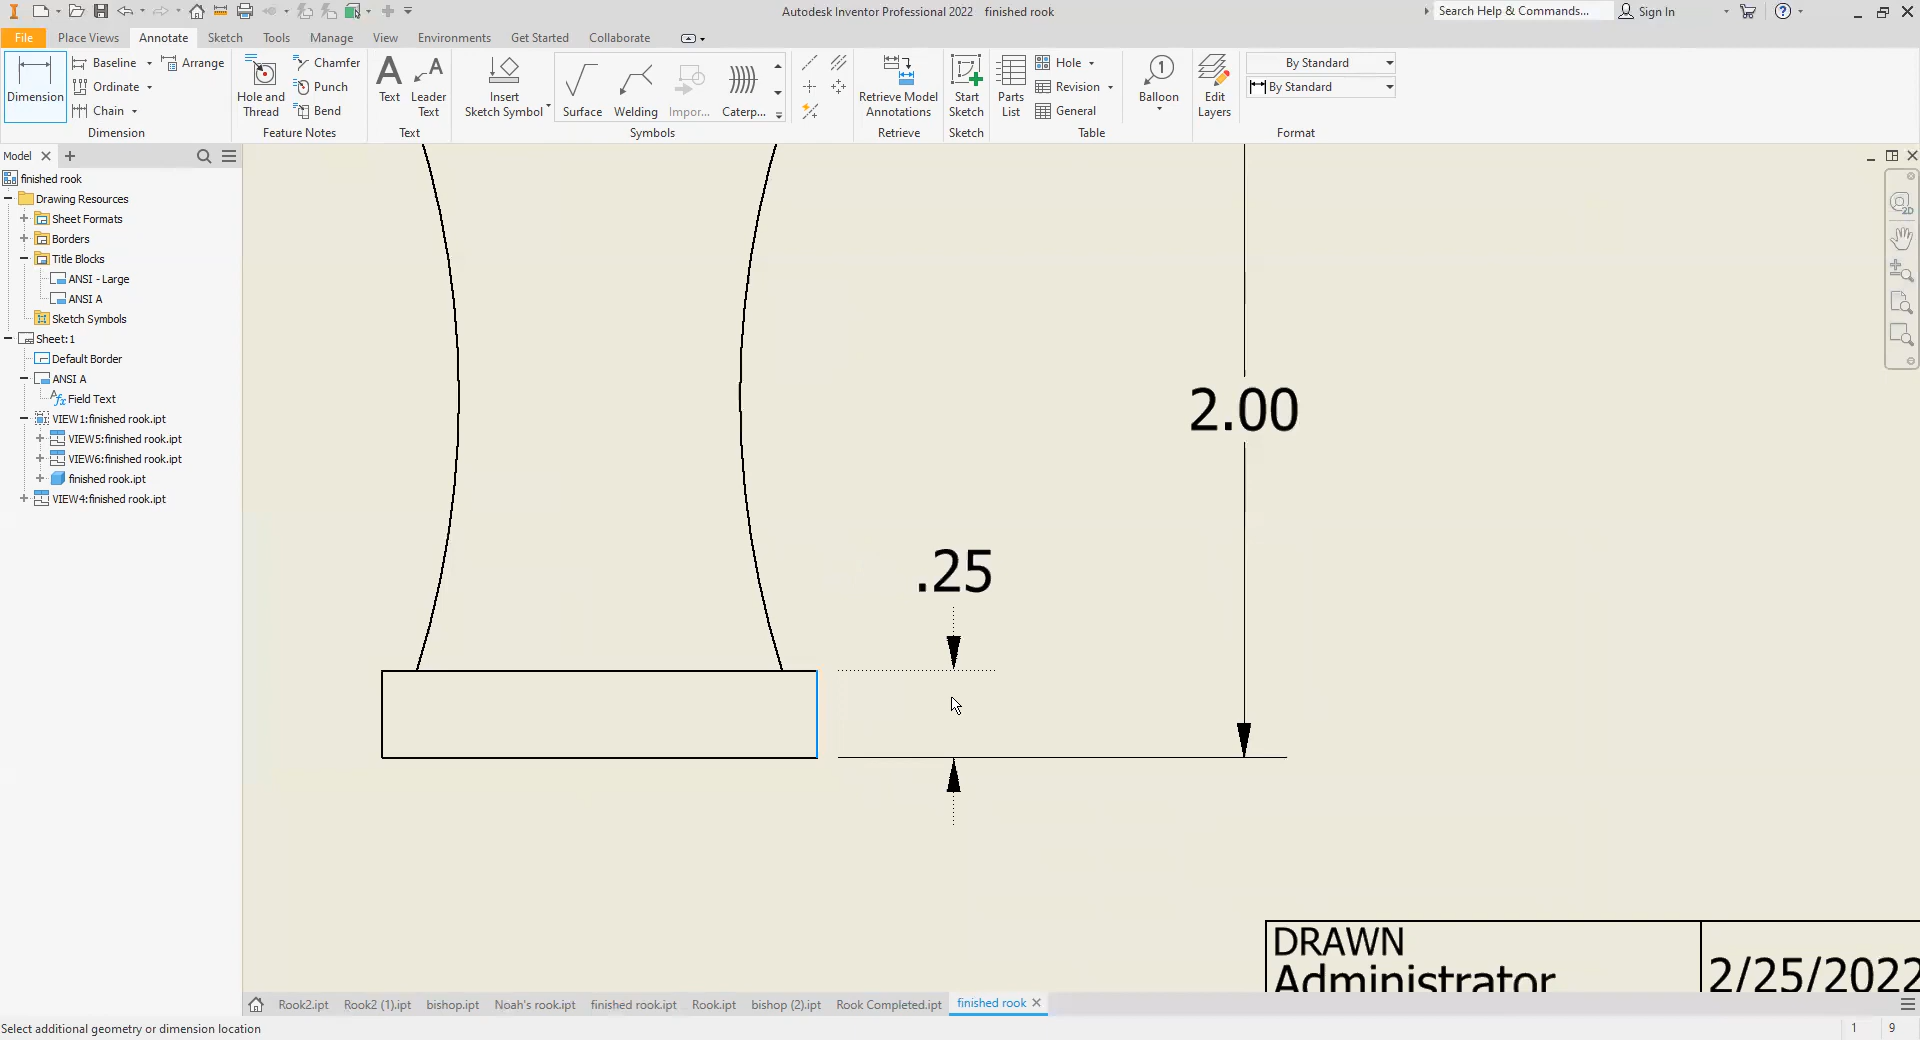 Autodesk Inventor Professional 2022 finished rook
Search Help & Commands... Sign In
File Place Views Annotate Sketch Tools Manage View Environments Get Started Collaborate
Dimension
Baseline
Ordinate
Chain
Arrange
Dimension
Hole and Thread
Chamfer
Punch
Bend
Feature Notes
Text
Leader Text
Text
Insert Sketch Symbol
Surface
Welding
Impor...
Caterp...
Symbols
Retrieve Model Annotations
Retrieve
Start Sketch
Sketch
Parts List
Hole
Revision
General
Table
Balloon
Edit Layers
By Standard
By Standard
Format
Model
finished rook
Drawing Resources
Sheet Formats
Borders
Title Blocks
ANSI - Large
ANSI A
Sketch Symbols
Sheet:1
Default Border
ANSI A
Field Text
VIEW1:finished rook.ipt
VIEW5:finished rook.ipt
VIEW6:finished rook.ipt
finished rook.ipt
VIEW4:finished rook.ipt
2.00
.25
DRAWN
Administrator
2/25/2022
Rook2.ipt Rook2 (1).ipt bishop.ipt Noah's rook.ipt finished rook.ipt Rook.ipt bishop (2).ipt Rook Completed.ipt finished rook
Select additional geometry or dimension location
1 9